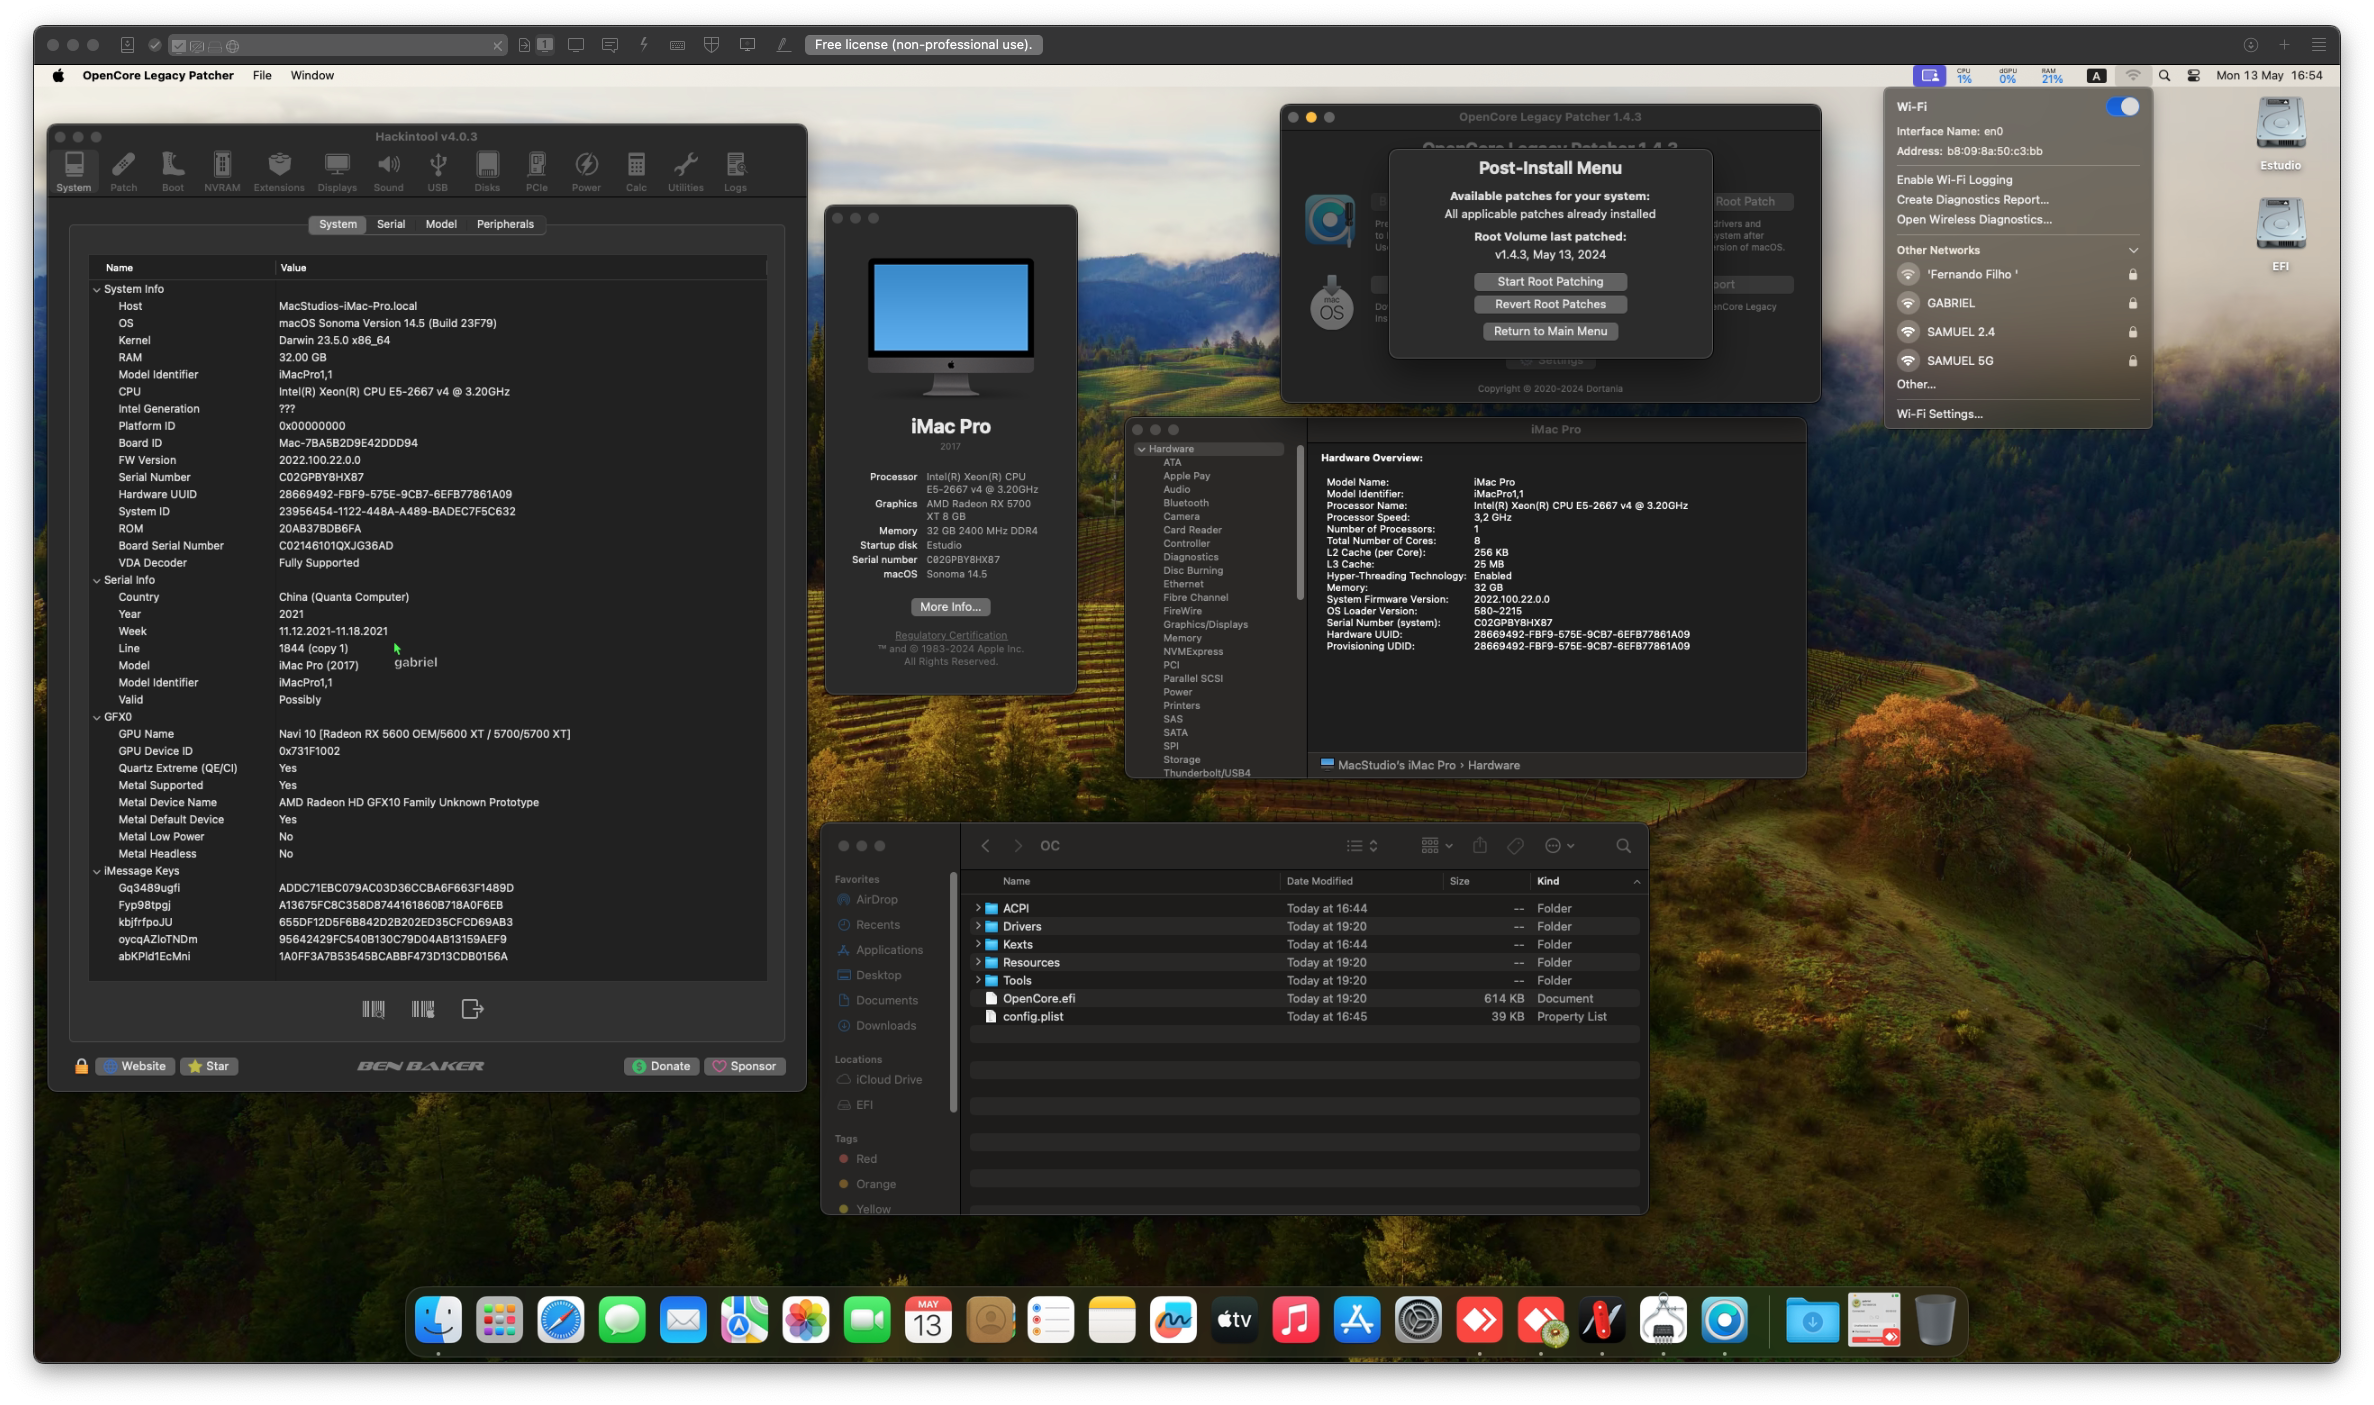 Free license (non-professional use).
OpenCore Legacy Patcher File Window
CPU 1% dGPU 0% RAM 21% A Mon 13 May 16:54
Hackintool v4.0.3
System Patch Boot NVRAM Extensions Displays Sound USB Disks PCIe Power Calc Utilities Logs
System Serial Model Peripherals
Name Value
System Info
Host MacStudios-iMac-Pro.local
OS macOS Sonoma Version 14.5 (Build 23F79)
Kernel Darwin 23.5.0 x86_64
RAM 32.00 GB
Model Identifier iMacPro1,1
CPU Intel(R) Xeon(R) CPU E5-2667 v4 @ 3.20GHz
Intel Generation ???
Platform ID 0x00000000
Board ID Mac-7BA5B2D9E42DDD94
FW Version 2022.100.22.0.0
Serial Number C02GPBY8HX87
Hardware UUID 28669492-FBF9-575E-9CB7-6EFB77861A09
System ID 23956454-1122-448A-A489-BADEC7F5C632
ROM 20AB37BDB6FA
Board Serial Number C02146101QXJG36AD
VDA Decoder Fully Supported
Serial Info
Country China (Quanta Computer)
Year 2021
Week 11.12.2021-11.18.2021
Line 1844 (copy 1)
Model iMac Pro (2017)
gabriel
Model Identifier iMacPro1,1
Valid Possibly
GFX0
GPU Name Navi 10 [Radeon RX 5600 OEM/5600 XT / 5700/5700 XT]
GPU Device ID 0x731F1002
Quartz Extreme (QE/CI) Yes
Metal Supported Yes
Metal Device Name AMD Radeon HD GFX10 Family Unknown Prototype
Metal Default Device Yes
Metal Low Power No
Metal Headless No
iMessage Keys
Gq3489ugfi ADDC71EBC079AC03D36CCBA6F663F1489D
Fyp98tpgj A13675FC8C358D8744161860B718A0F6EB
kbjfrfpoJU 655DF12D5F6B842D2B202ED35CFCD69AB3
oycqAZloTNDm 95642429FC540B130C79D04AB13159AEF9
abKPld1EcMni 1A0FF3A7B53545BCABBF473D13CDB0156A
Website Star BEN BAKER Donate Sponsor
iMac Pro
2017
Processor Intel(R) Xeon(R) CPU
E5-2667 v4 @ 3.20GHz
Graphics AMD Radeon RX 5700
XT 8 GB
Memory 32 GB 2400 MHz DDR4
Startup disk Estudio
Serial number C02GPBY8HX87
macOS Sonoma 14.5
More Info...
Regulatory Certification
™ and © 1983-2024 Apple Inc.
All Rights Reserved.
OpenCore Legacy Patcher 1.4.3
Post-Install Menu
Available patches for your system:
All applicable patches already installed
Root Volume last patched:
v1.4.3, May 13, 2024
Start Root Patching
Revert Root Patches
Return to Main Menu
Root Patch
Settings
Copyright © 2020-2024 Dortania
Wi-Fi
Interface Name: en0
Address: b8:09:8a:50:c3:bb
Enable Wi-Fi Logging
Create Diagnostics Report...
Open Wireless Diagnostics...
Other Networks
'Fernando Filho '
GABRIEL
SAMUEL 2.4
SAMUEL 5G
Other...
Wi-Fi Settings...
Estudio
EFI
iMac Pro
Hardware
ATA
Apple Pay
Audio
Bluetooth
Camera
Card Reader
Controller
Diagnostics
Disc Burning
Ethernet
Fibre Channel
FireWire
Graphics/Displays
Memory
NVMExpress
PCI
Parallel SCSI
Power
Printers
SAS
SATA
SPI
Storage
Thunderbolt/USB4
Hardware Overview:
Model Name: iMac Pro
Model Identifier: iMacPro1,1
Processor Name: Intel(R) Xeon(R) CPU E5-2667 v4 @ 3.20GHz
Processor Speed: 3,2 GHz
Number of Processors: 1
Total Number of Cores: 8
L2 Cache (per Core): 256 KB
L3 Cache: 25 MB
Hyper-Threading Technology: Enabled
Memory: 32 GB
System Firmware Version: 2022.100.22.0.0
OS Loader Version: 580~2215
Serial Number (system): C02GPBY8HX87
Hardware UUID: 28669492-FBF9-575E-9CB7-6EFB77861A09
Provisioning UDID: 28669492-FBF9-575E-9CB7-6EFB77861A09
MacStudio's iMac Pro › Hardware
OC
Favorites
AirDrop
Recents
Applications
Desktop
Documents
Downloads
Locations
iCloud Drive
EFI
Tags
Red
Orange
Yellow
Name Date Modified Size Kind
ACPI Today at 16:44 -- Folder
Drivers Today at 19:20 -- Folder
Kexts Today at 16:44 -- Folder
Resources Today at 19:20 -- Folder
Tools Today at 19:20 -- Folder
OpenCore.efi Today at 19:20 614 KB Document
config.plist Today at 16:45 39 KB Property List
MAY
13
tv